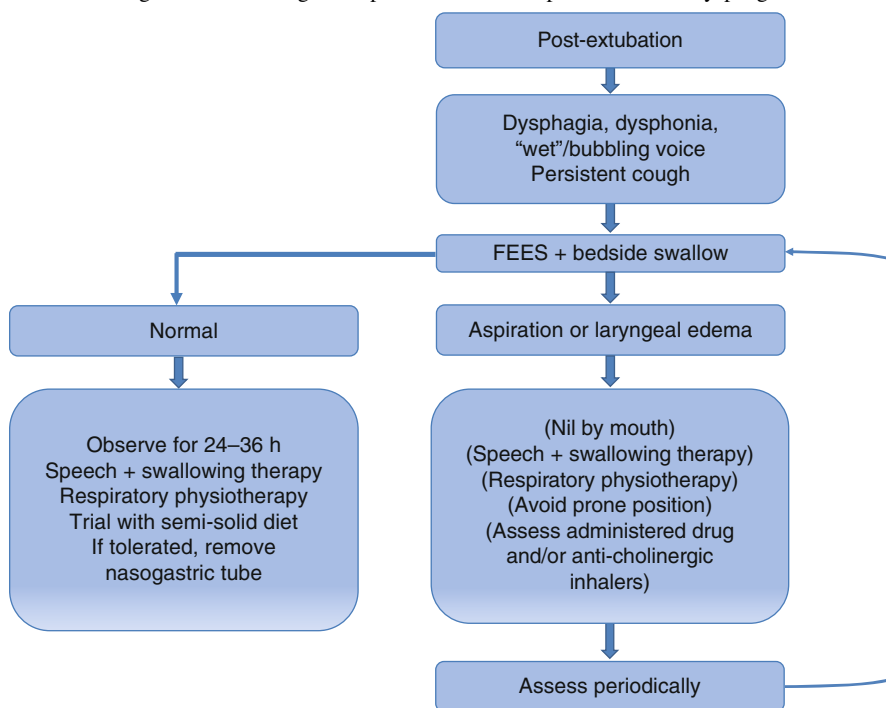 Post-extubation
Dysphagia, dysphonia,
“wet”/bubbling voice
Persistent cough
FEES + bedside swallow
Normal
Aspiration or laryngeal edema
Observe for 24–36 h
Speech + swallowing therapy
Respiratory physiotherapy
Trial with semi-solid diet
If tolerated, remove
nasogastric tube
(Nil by mouth)
(Speech + swallowing therapy)
(Respiratory physiotherapy)
(Avoid prone position)
(Assess administered drug
and/or anti-cholinergic
inhalers)
Assess periodically